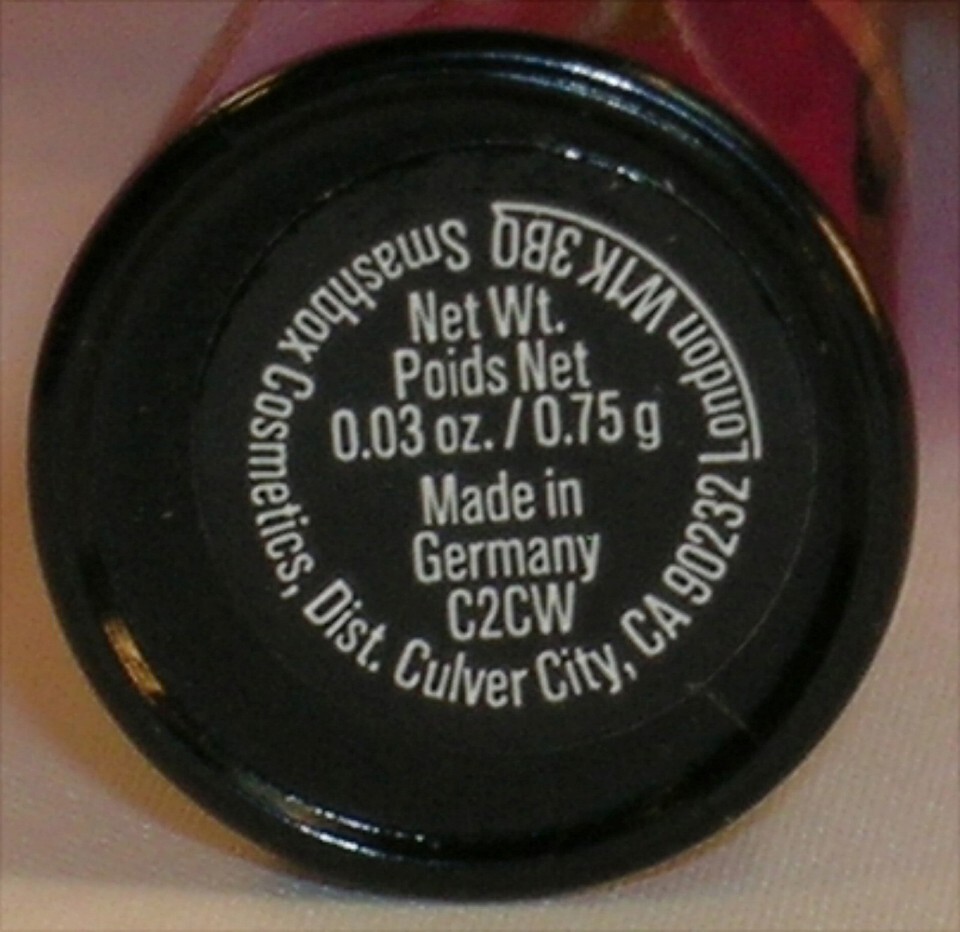 Smashbox Cosmetics, Dist. Culver City, CA 90232 London W1K 3BQ
Net Wt.
Poids Net
0.03 oz. / 0.75 g
Made in
Germany
C2CW